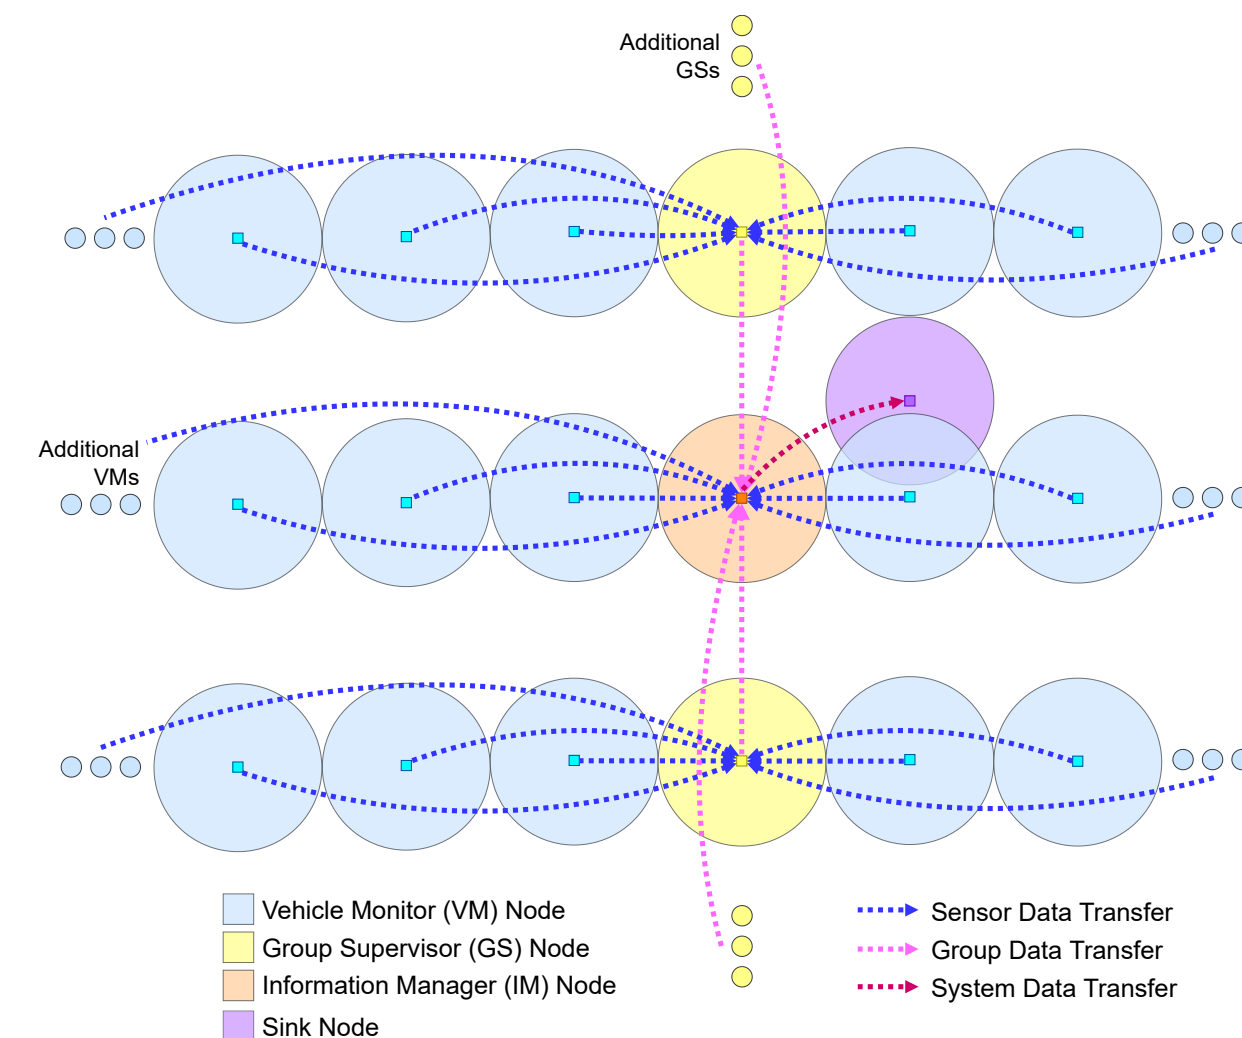 Additional
GSs
Additional
VMs
Vehicle Monitor (VM) Node
Group Supervisor (GS) Node
Information Manager (IM) Node
Sink Node
Sensor Data Transfer
Group Data Transfer
System Data Transfer